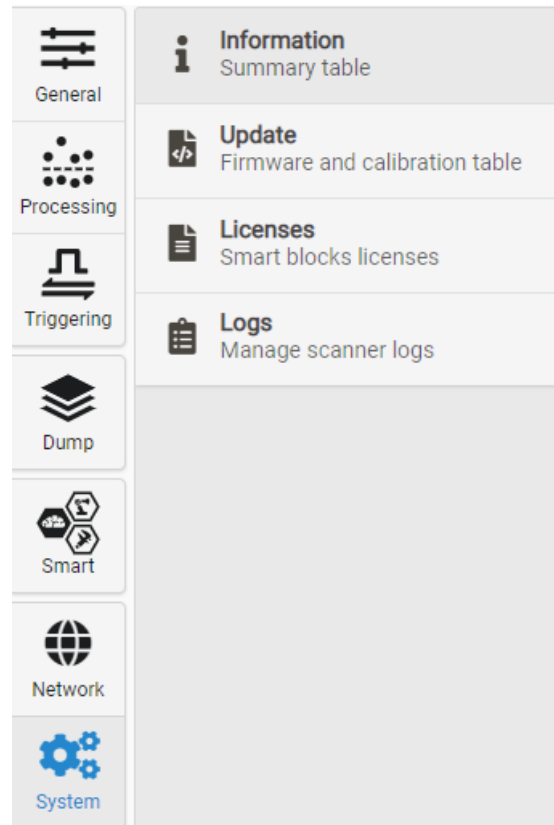 General
Processing
Triggering
Dump
Smart
Network
System
Information
Summary table
Update
Firmware and calibration table
Licenses
Smart blocks licenses
Logs
Manage scanner logs